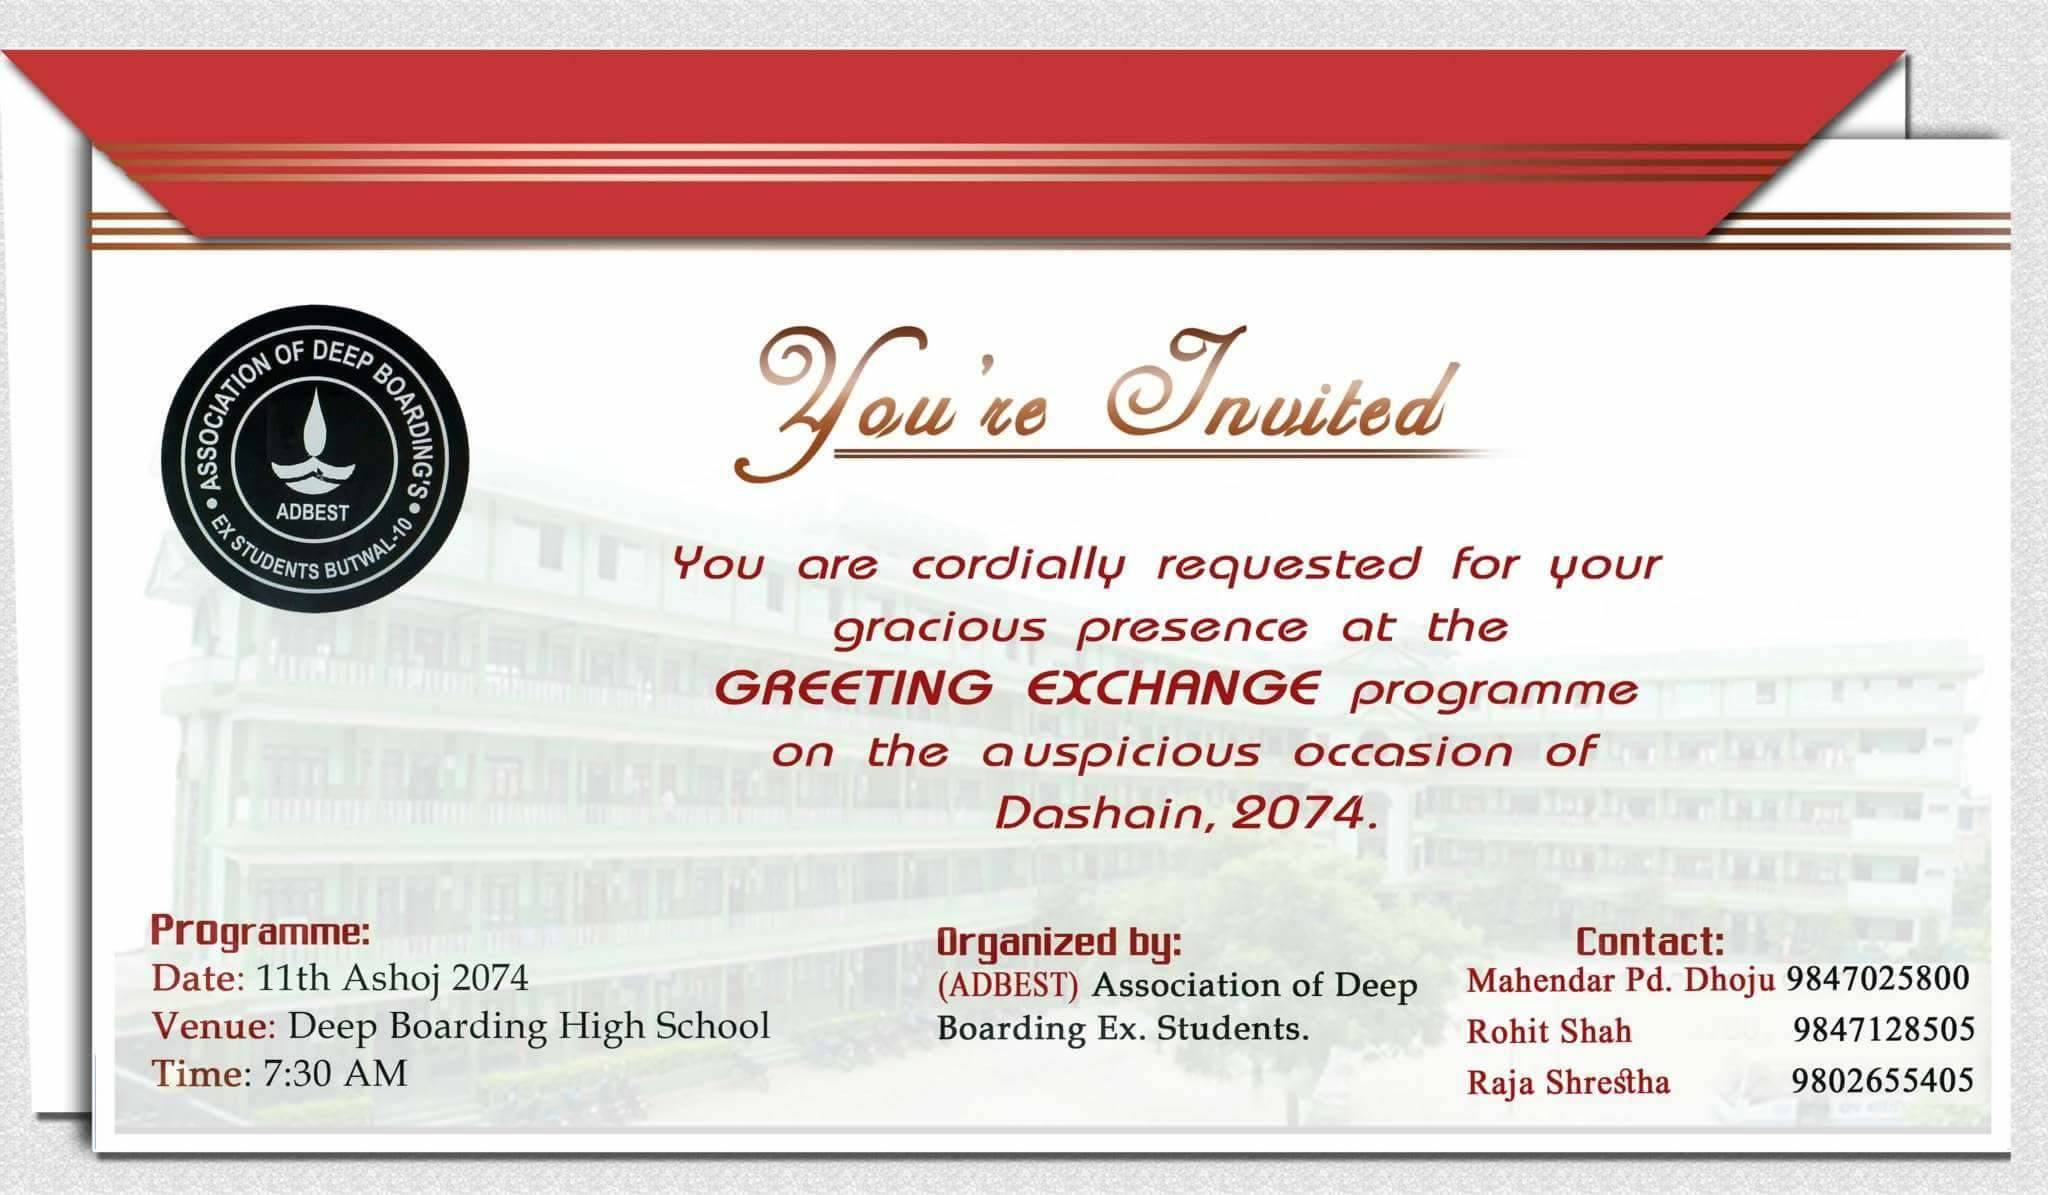 ASSOCIATION OF DEEP BOARDING'S
ADBEST
EX STUDENTS BUTWAL-10
You're Invited
You are cordially requested for your
gracious presence at the
GREETING EXCHANGE programme
on the auspicious occasion of
Dashain, 2074.
Programme:
Date: 11th Ashoj 2074
Venue: Deep Boarding High School
Time: 7:30 AM
Organized by:
(ADBEST) Association of Deep
Boarding Ex. Students.
Contact:
Mahendar Pd. Dhoju 9847025800
Rohit Shah 9847128505
Raja Shrestha 9802655405